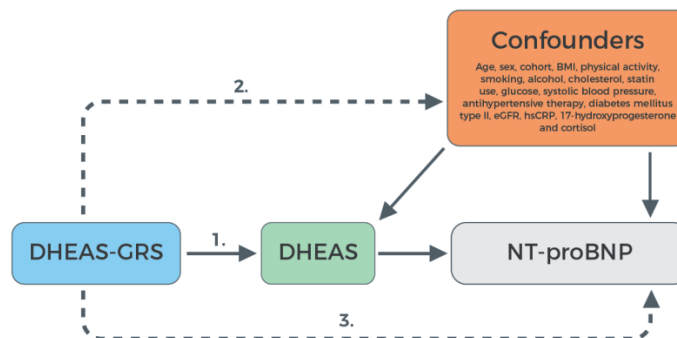 Confounders
Age, sex, cohort, BMI, physical activity,
smoking, alcohol, cholesterol, statin
use, glucose, systolic blood pressure,
antihypertensive therapy, diabetes mellitus
type II, eGFR, hsCRP, 17-hydroxyprogesterone
and cortisol
2.
DHEAS-GRS
1.
DHEAS
NT-proBNP
3.